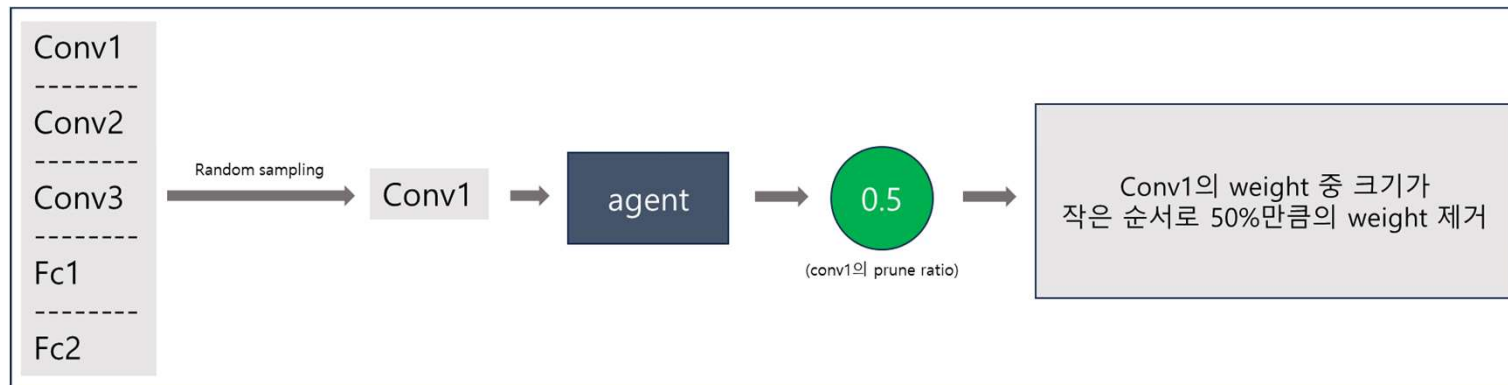 Conv1
--------
Conv2
--------
Conv3
--------
Fc1
--------
Fc2
Random sampling
Conv1
agent
0.5
(conv1의 prune ratio)
Conv1의 weight 중 크기가
작은 순서로 50%만큼의 weight 제거